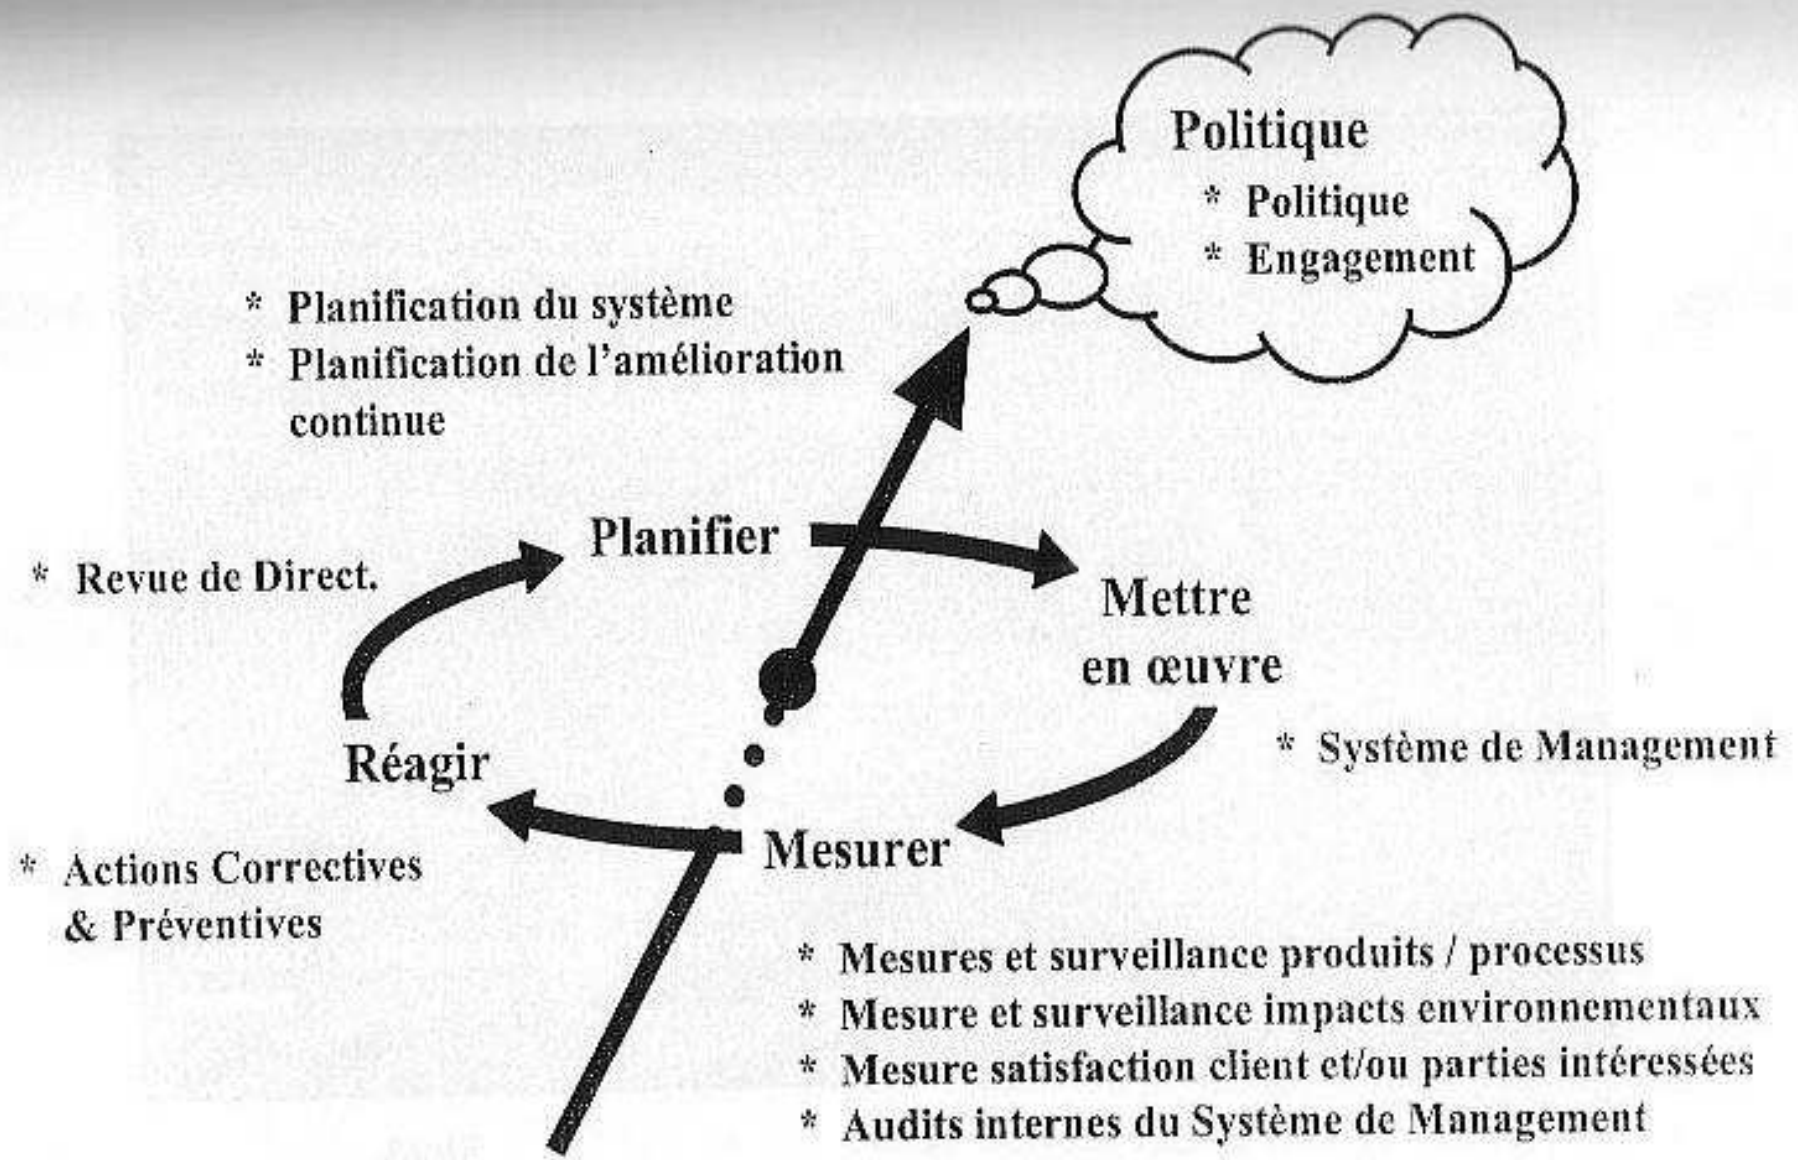 Politique
* Politique
* Engagement
* Planification du système
* Planification de l'amélioration
continue
Planifier
* Revue de Direct.
Mettre
en œuvre
* Système de Management
Réagir
Mesurer
* Actions Correctives
& Préventives
* Mesures et surveillance produits / processus
* Mesure et surveillance impacts environnementaux
* Mesure satisfaction client et/ou parties intéressées
* Audits internes du Système de Management